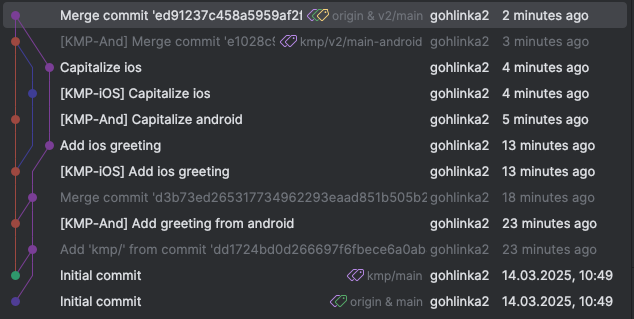 Merge commit 'ed91237c458a5959af2f origin & v2/main gohlinka2 2 minutes ago
[KMP-And] Merge commit 'e1028c9 kmp/v2/main-android gohlinka2 3 minutes ago
Capitalize ios gohlinka2 4 minutes ago
[KMP-iOS] Capitalize ios gohlinka2 4 minutes ago
[KMP-And] Capitalize android gohlinka2 5 minutes ago
Add ios greeting gohlinka2 13 minutes ago
[KMP-iOS] Add ios greeting gohlinka2 13 minutes ago
Merge commit 'd3b73ed265317734962293eaad851b505b2 gohlinka2 18 minutes ago
[KMP-And] Add greeting from android gohlinka2 23 minutes ago
Add 'kmp/' from commit 'dd1724bd0d266697f6fbece6a0ab gohlinka2 23 minutes ago
Initial commit kmp/main gohlinka2 14.03.2025, 10:49
Initial commit origin & main gohlinka2 14.03.2025, 10:49